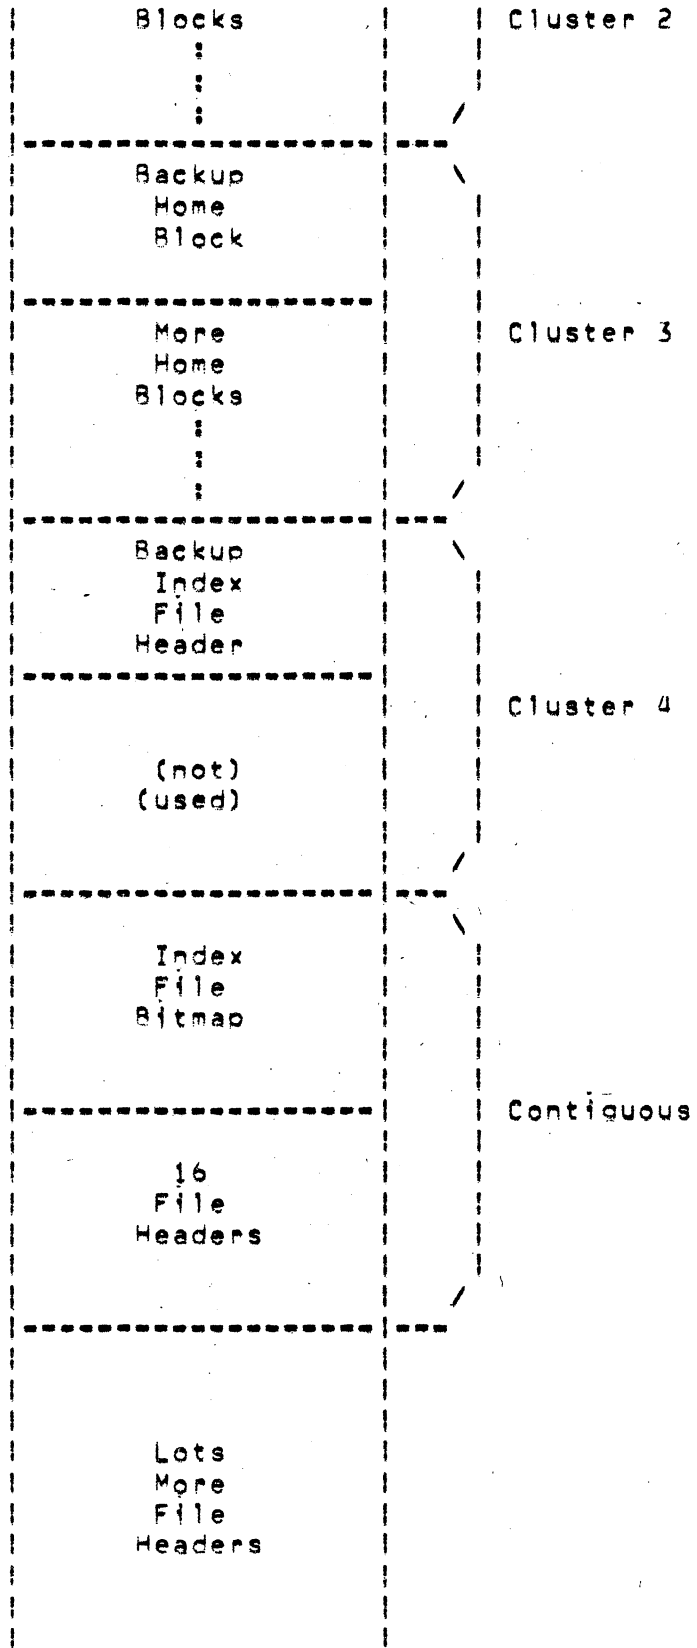 Blocks Cluster 2
Backup
Home
Block
More Cluster 3
Home
Blocks
Backup
Index
File
Header
Cluster 4
(not)
(used)
Index
File
Bitmap
Contiguous
16
File
Headers
Lots
More
File
Headers